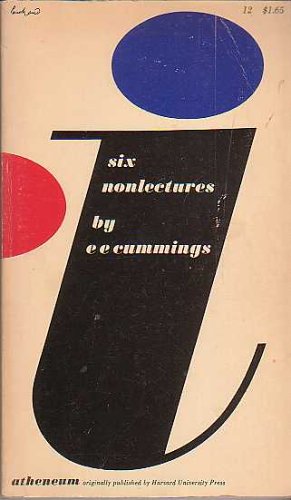 12 $1.65
i
six
nonlectures
by
e e cummings
atheneum originally published by Harvard University Press